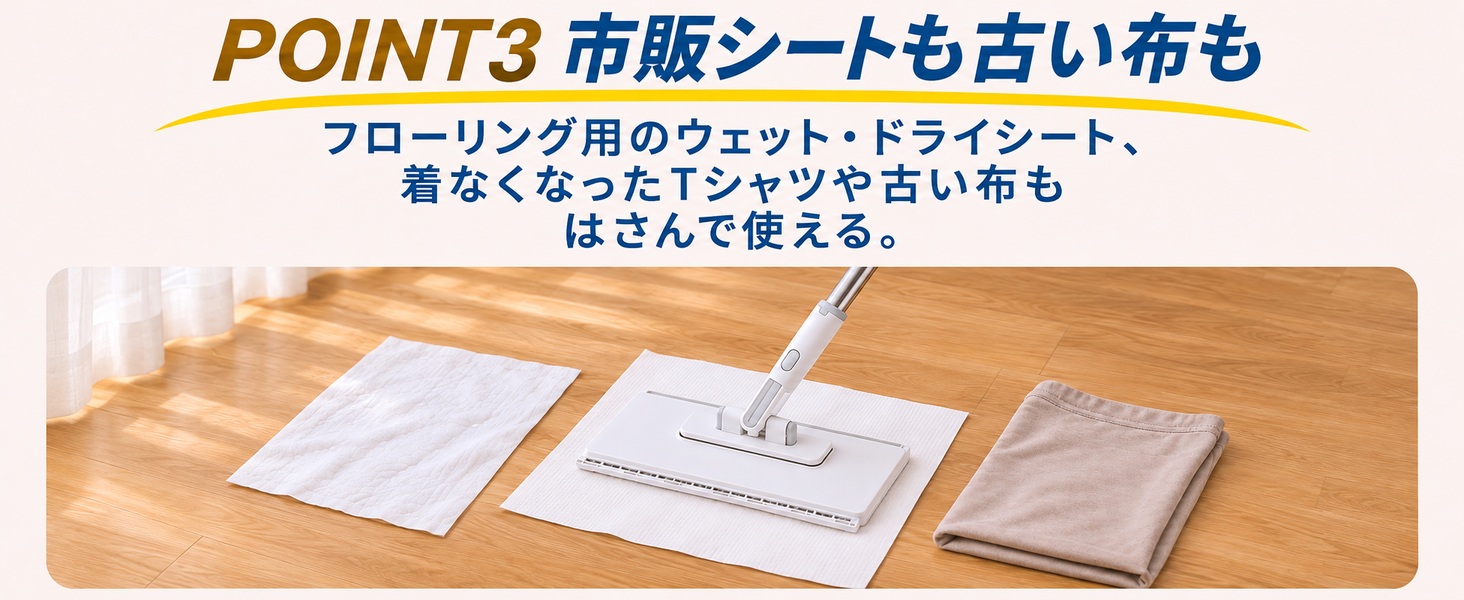 POINT3 市販シートも古い布も
フローリング用のウェット・ドライシート、
着なくなったTシャツや古い布も
はさんで使える。